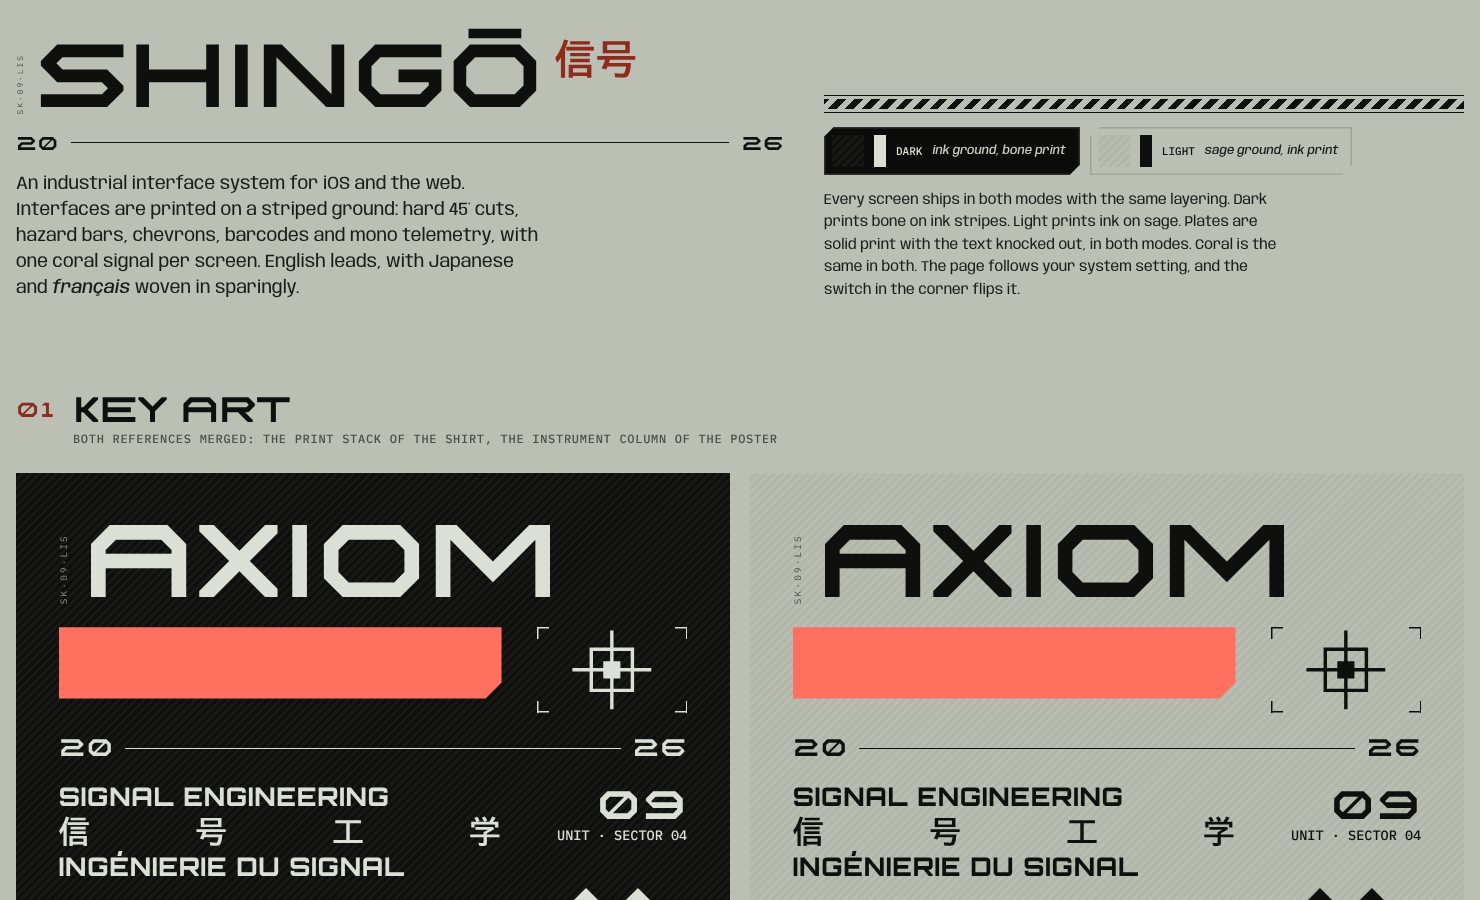 SK·09·LIS
SHINGŌ 信号
20 26
An industrial interface system for iOS and the web.
Interfaces are printed on a striped ground: hard 45° cuts,
hazard bars, chevrons, barcodes and mono telemetry, with
one coral signal per screen. English leads, with Japanese
and français woven in sparingly.
DARK ink ground, bone print
LIGHT sage ground, ink print
Every screen ships in both modes with the same layering. Dark
prints bone on ink stripes. Light prints ink on sage. Plates are
solid print with the text knocked out, in both modes. Coral is the
same in both. The page follows your system setting, and the
switch in the corner flips it.
01 KEY ART
BOTH REFERENCES MERGED: THE PRINT STACK OF THE SHIRT, THE INSTRUMENT COLUMN OF THE POSTER
SK·09·LIS
AXIOM
20 26
SIGNAL ENGINEERING
信号工学
INGÉNIERIE DU SIGNAL
09
UNIT · SECTOR 04
SK·09·LIS
AXIOM
20 26
SIGNAL ENGINEERING
信号工学
INGÉNIERIE DU SIGNAL
09
UNIT · SECTOR 04